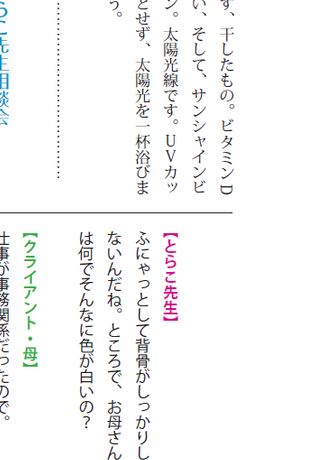 す、干したもの。ビタミンD
い、そして、サンシャインビ
ン。太陽光線です。UVカッ
とせず、太陽光を一杯浴びま
う。
らこ先生相談会
【とらこ先生】
ふにゃっとして背骨がしっかりし
ないんだね。ところで、お母さん
は何でそんなに色が白いの？
【クライアント・母】
仕事が事務関係だったので。